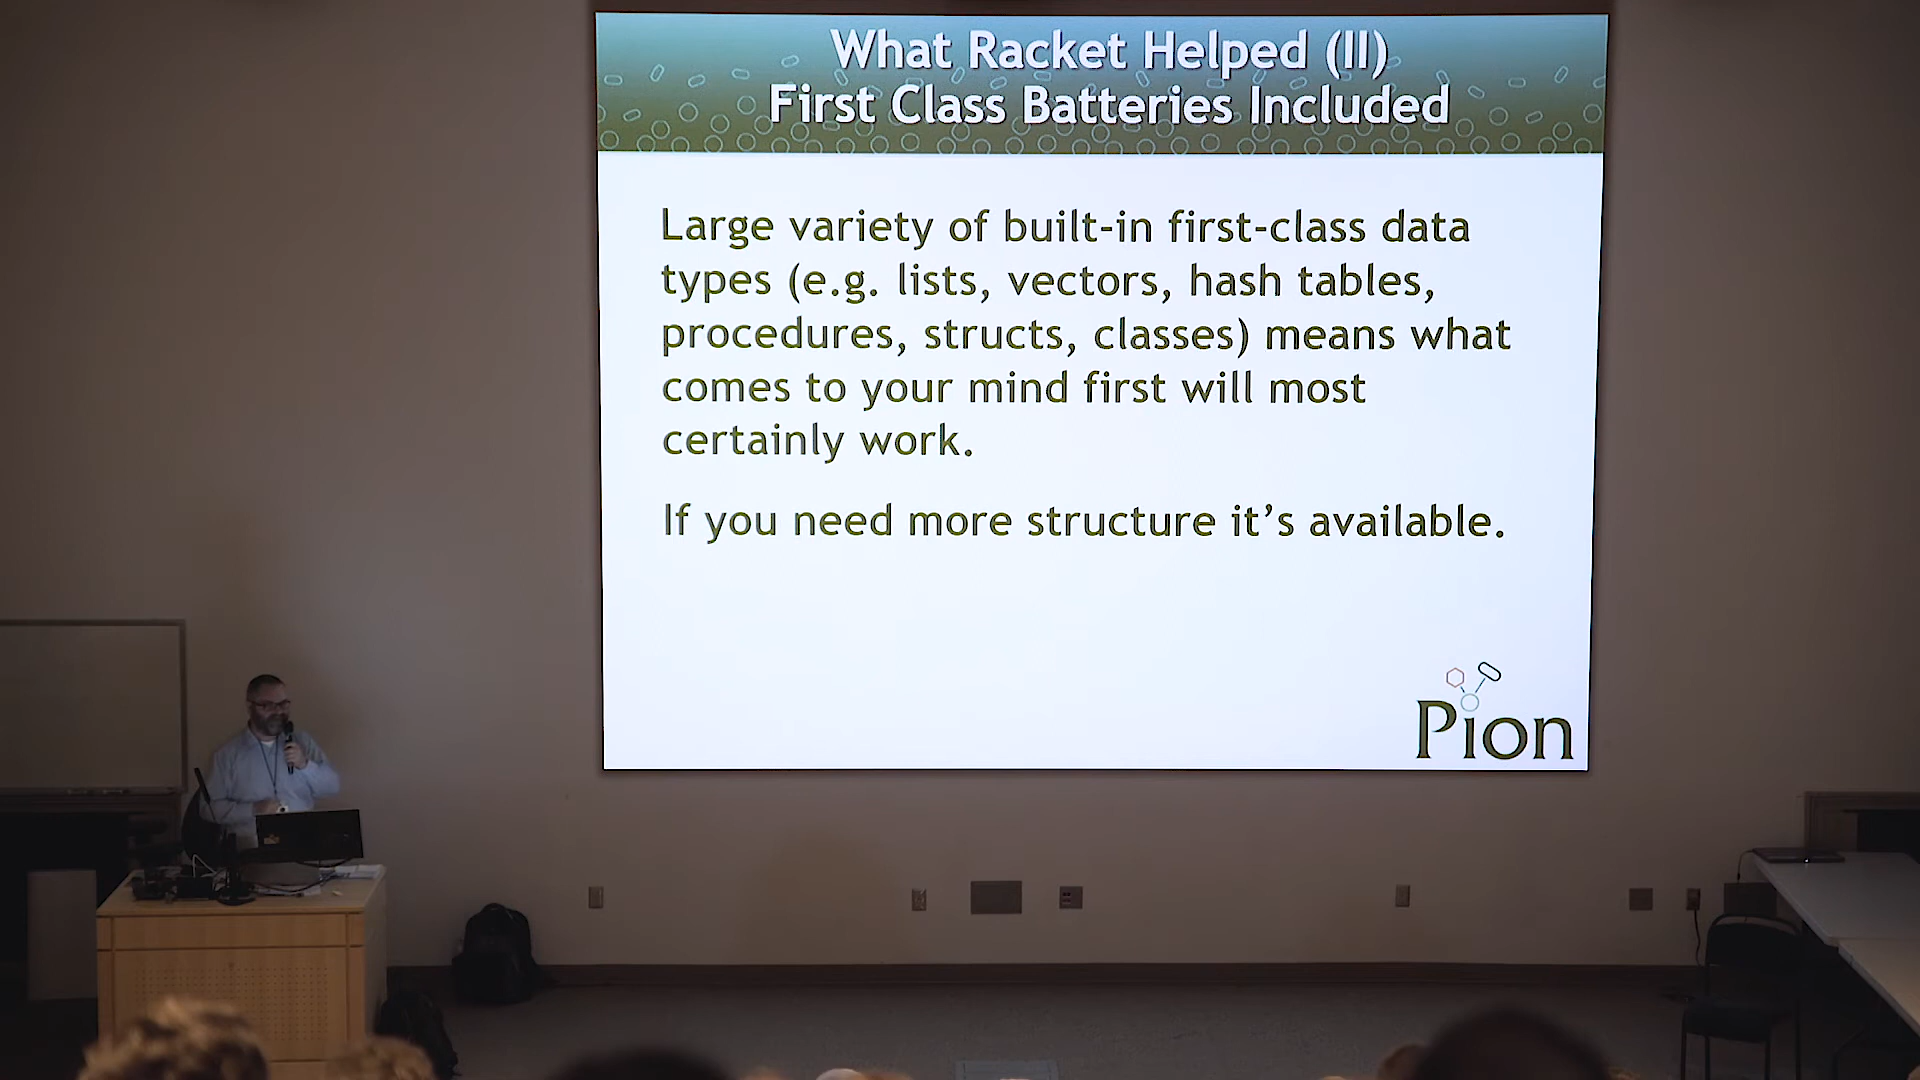 What Racket Helped (II)
First Class Batteries Included
Large variety of built-in first-class data
types (e.g. lists, vectors, hash tables,
procedures, structs, classes) means what
comes to your mind first will most
certainly work.
If you need more structure it’s available.
Pion